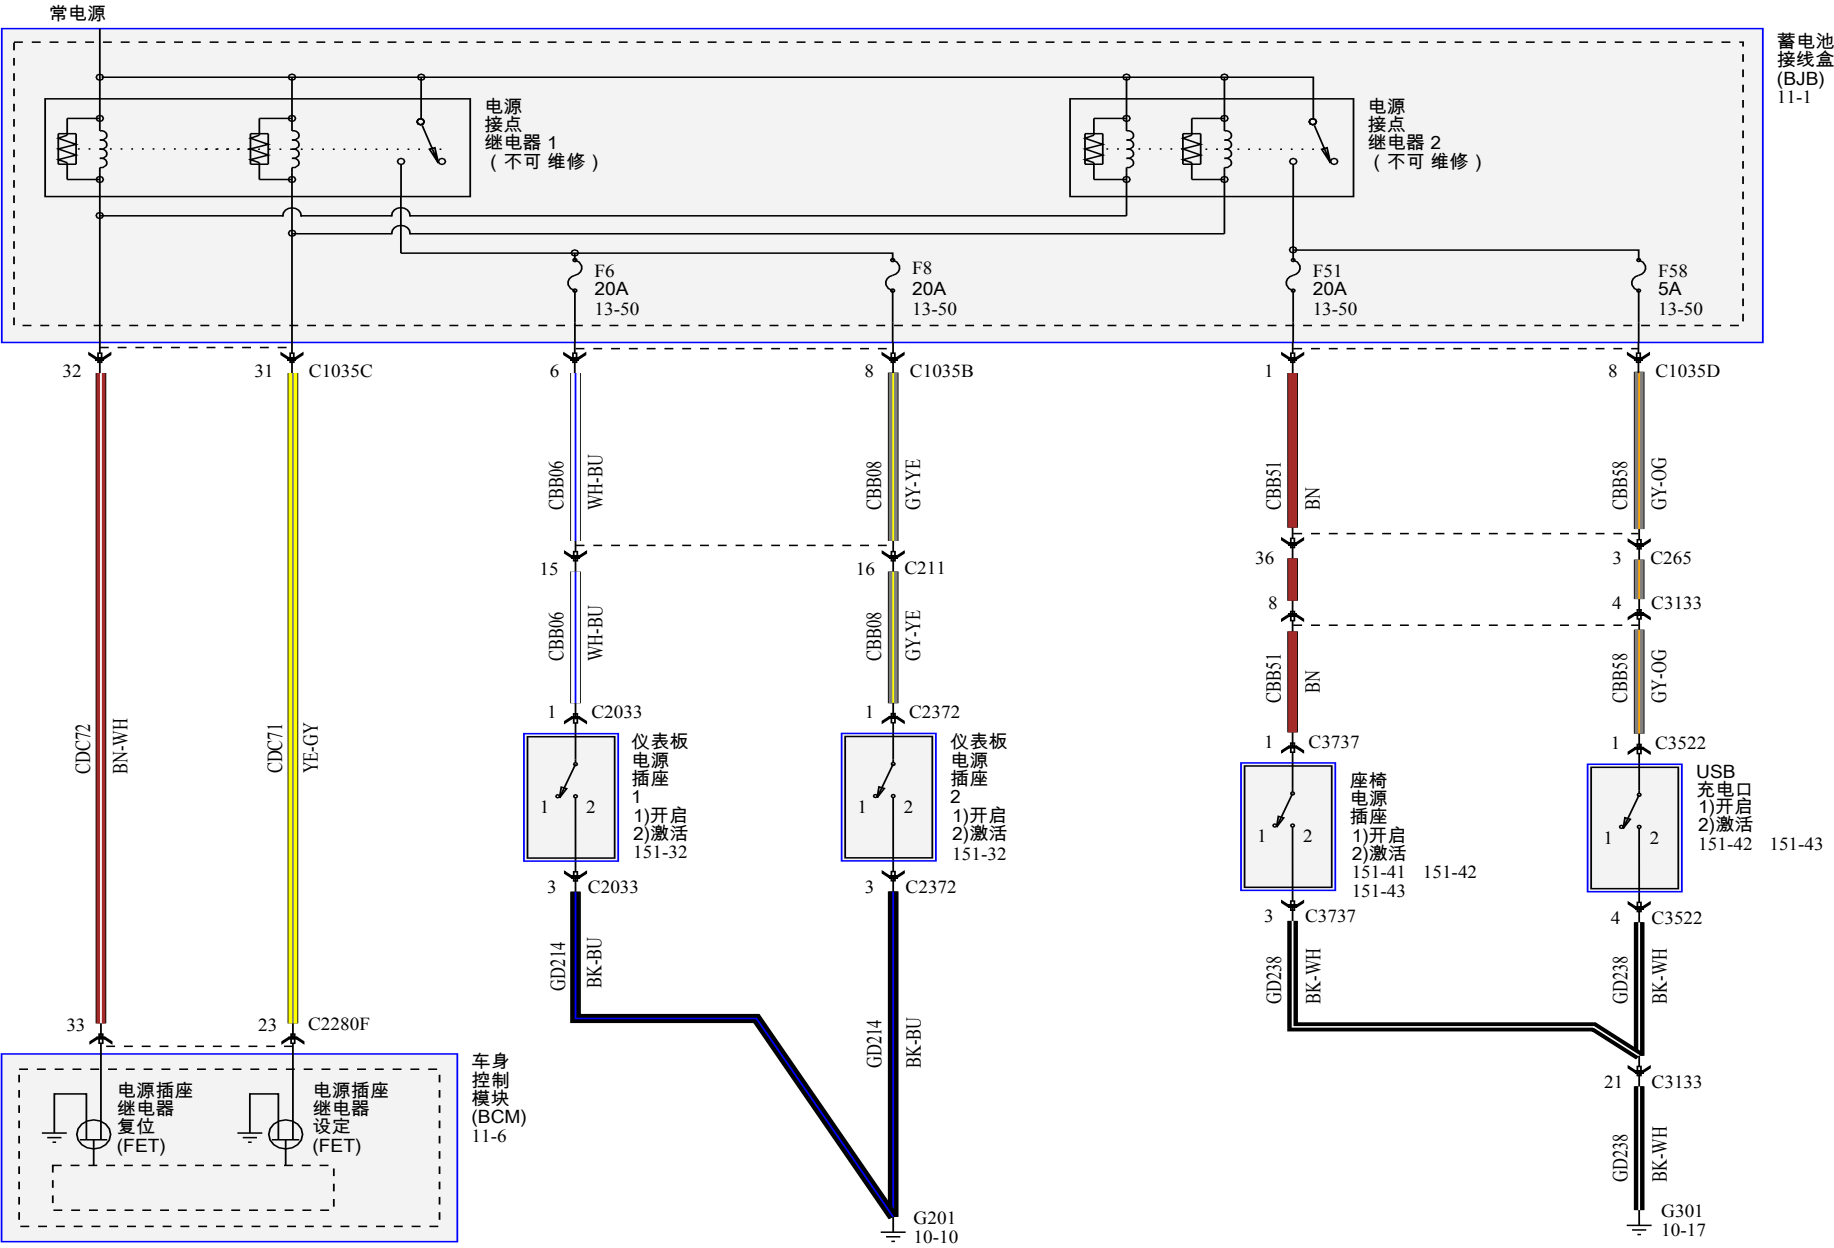 常电源
蓄电池
接线盒
(BJB)
11-1
电源
接点
继电器 1
( 不可 维修 )
电源
接点
继电器 2
( 不可 维修 )
F6
20A
13-50
F8
20A
13-50
F51
20A
13-50
F58
5A
13-50
32
31
C1035C
6
8
C1035B
1
8
C1035D
CBB06
WH-BU
CBB08
GY-YE
CBB51
BN
CBB58
GY-OG
15
16
C211
36
3
C265
8
4
C3133
CBB06
WH-BU
CBB08
GY-YE
CBB51
BN
CBB58
GY-OG
CDC72
BN-WH
CDC71
YE-GY
1
C2033
1
C2372
1
C3737
1
C3522
1
2
仪表板
电源
插座
1
1)开启
2)激活
151-32
1
2
仪表板
电源
插座
2
1)开启
2)激活
151-32
1
2
座椅
电源
插座
1)开启
2)激活
151-41 151-42
151-43
1
2
USB
充电口
1)开启
2)激活
151-42 151-43
3
C2033
3
C2372
3
C3737
4
C3522
GD214
BK-BU
GD214
BK-BU
GD238
BK-WH
GD238
BK-WH
33
23
C2280F
21
C3133
车身
控制
模块
(BCM)
11-6
电源插座
继电器
复位
(FET)
电源插座
继电器
设定
(FET)
GD238
BK-WH
G201
10-10
G301
10-17